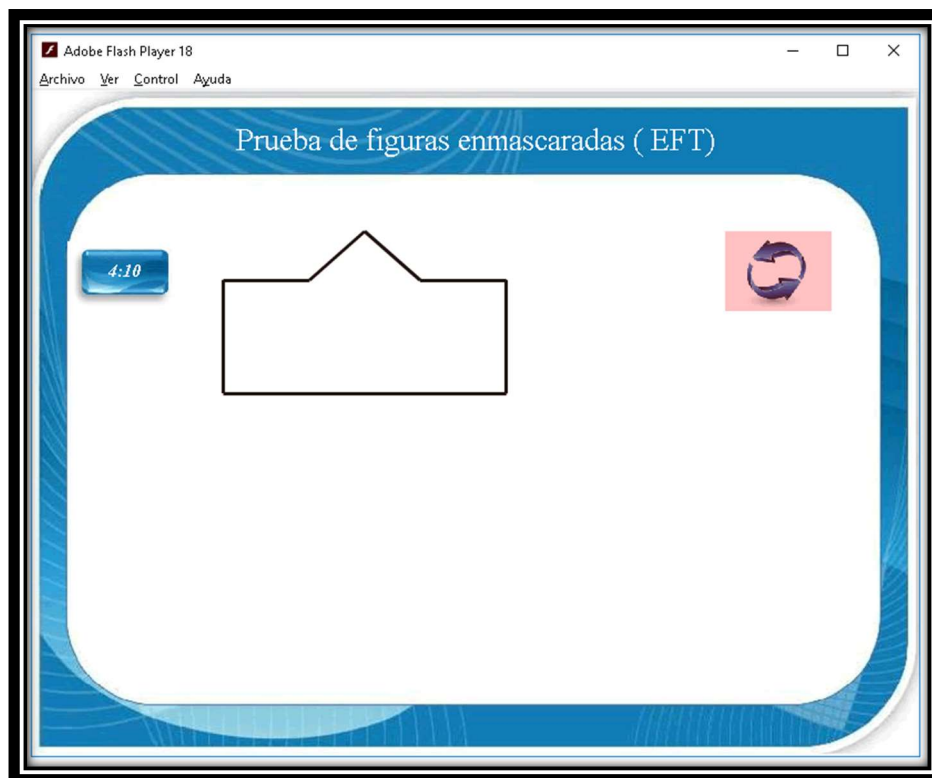 Adobe Flash Player 18
Archivo Ver Control Ayuda
Prueba de figuras enmascaradas ( EFT)
4:10